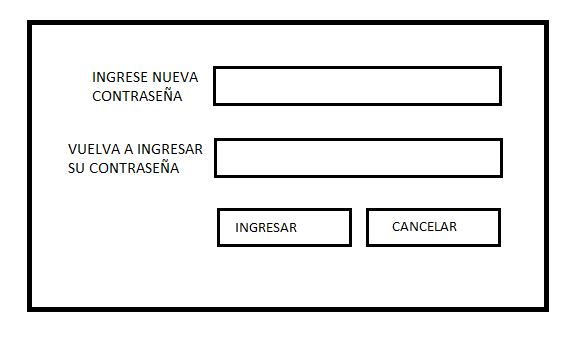 INGRESE NUEVA
CONTRASEÑA
VUELVA A INGRESAR
SU CONTRASEÑA
INGRESAR
CANCELAR